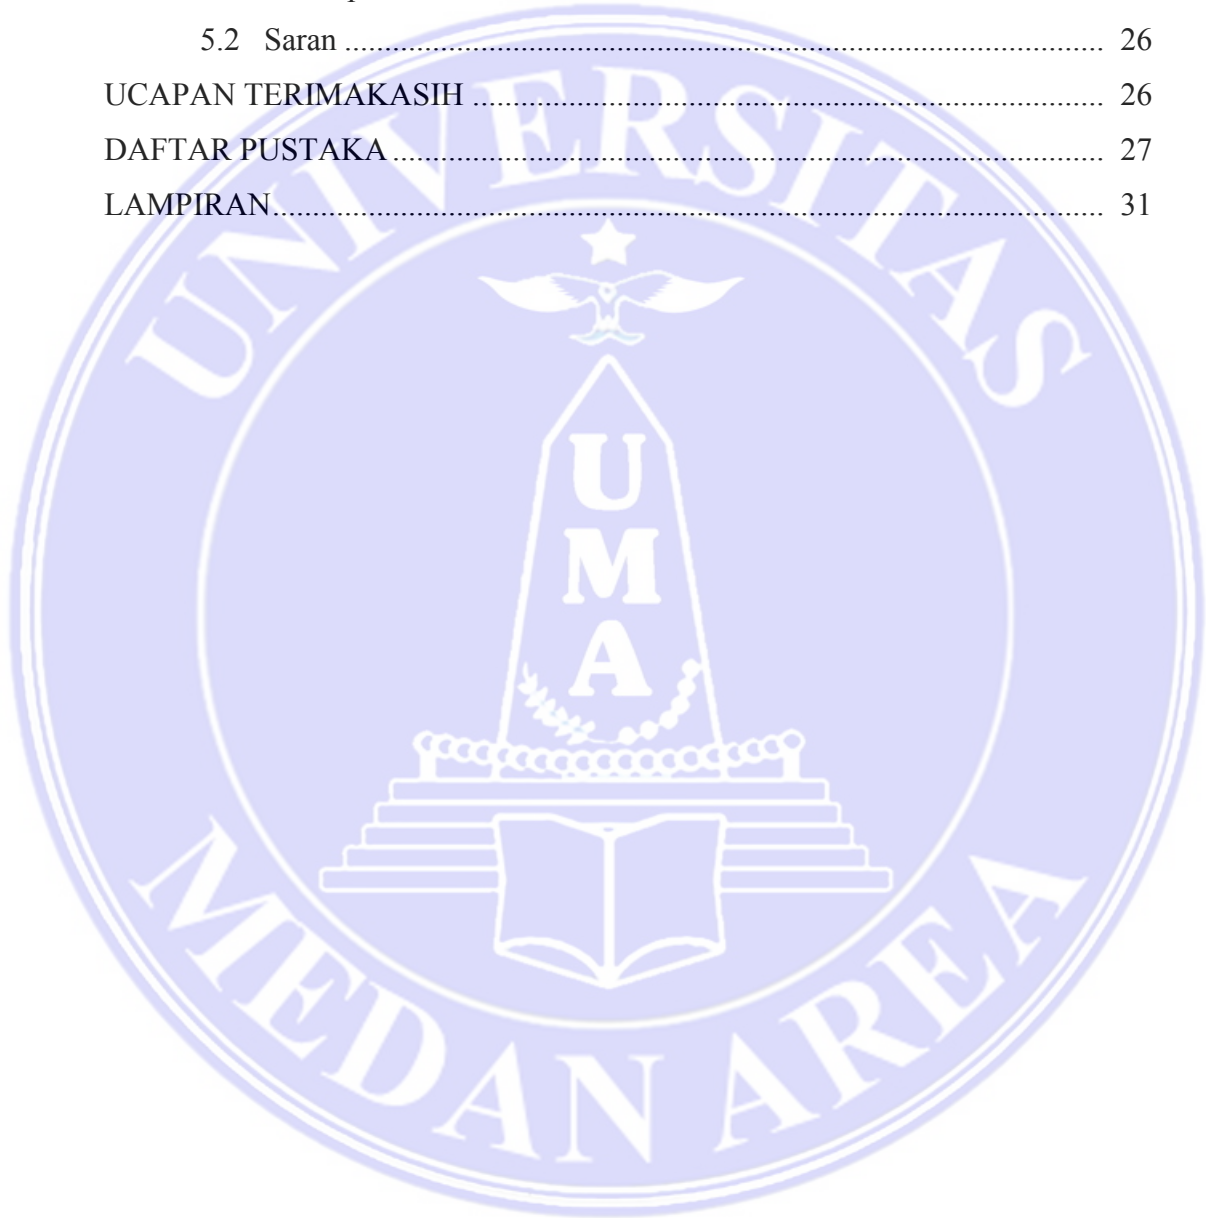 5.2 Saran ........................................................................................................ 26
UCAPAN TERIMAKASIH ........................................................................................ 26
DAFTAR PUSTAKA ........................................................................................ 27
LAMPIRAN ........................................................................................ 31
UNIVERSITAS
U
M
A
MEDAN AREA